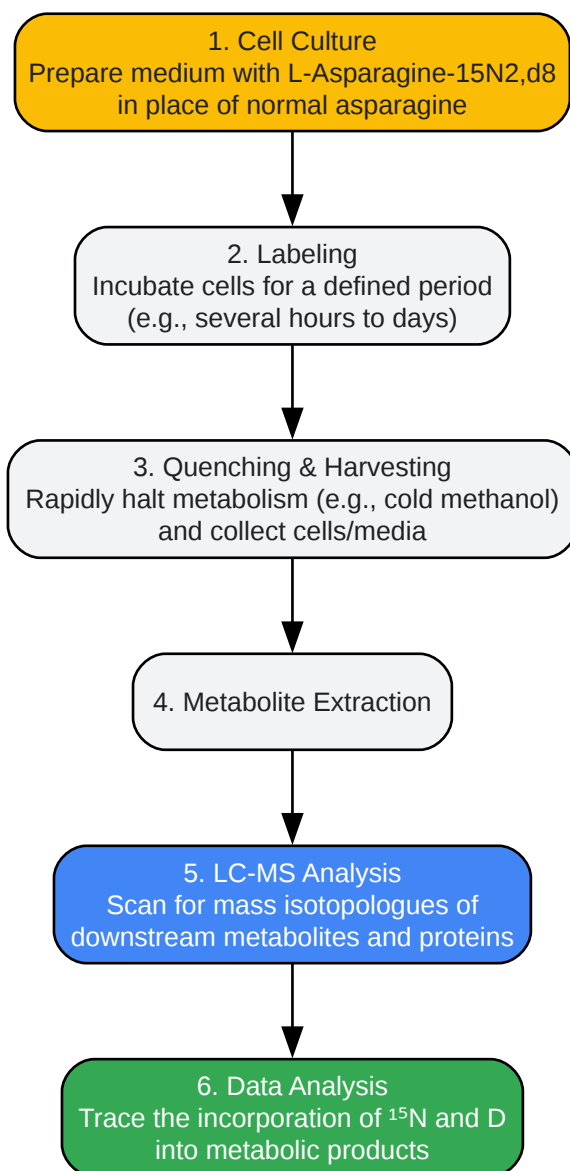 1. Cell Culture
Prepare medium with L-Asparagine-15N2,d8
in place of normal asparagine
2. Labeling
Incubate cells for a defined period
(e.g., several hours to days)
3. Quenching & Harvesting
Rapidly halt metabolism (e.g., cold methanol)
and collect cells/media
4. Metabolite Extraction
5. LC-MS Analysis
Scan for mass isotopologues of
downstream metabolites and proteins
6. Data Analysis
Trace the incorporation of ¹⁵N and D
into metabolic products